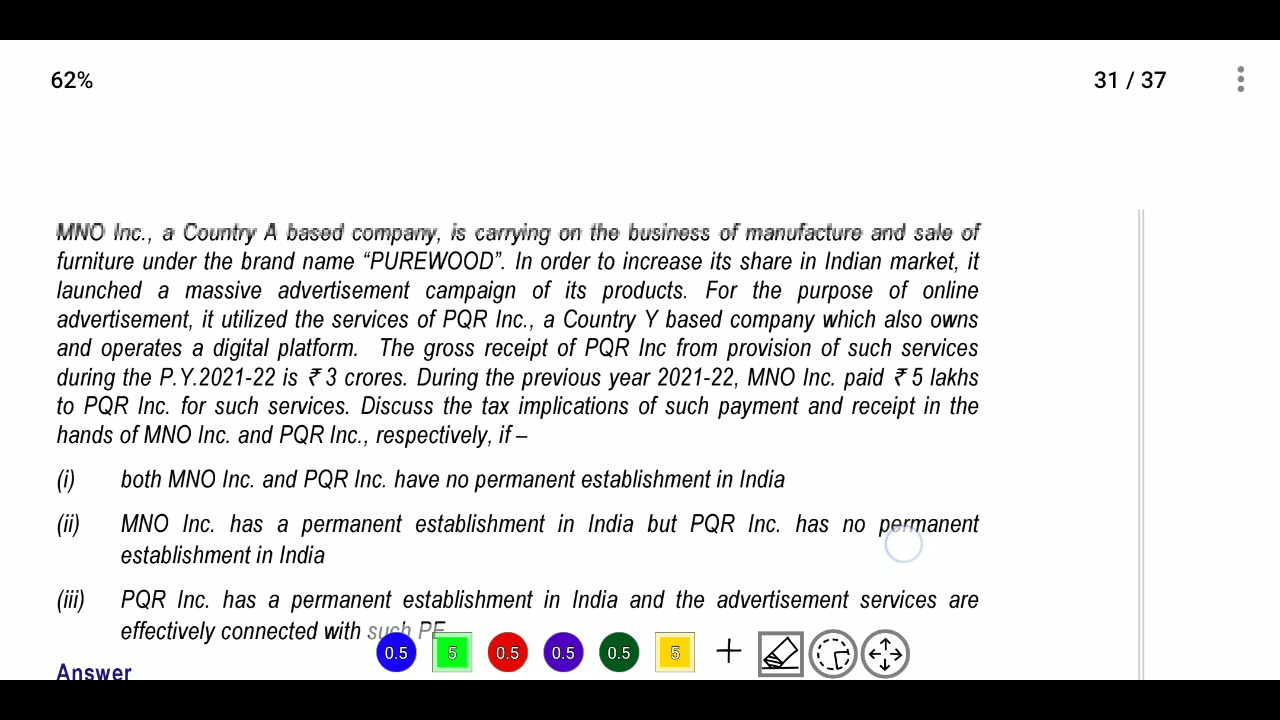 62%
31 / 37
MNO Inc., a Country A based company, is carrying on the business of manufacture and sale of
furniture under the brand name “PUREWOOD”. In order to increase its share in Indian market, it
launched a massive advertisement campaign of its products. For the purpose of online
advertisement, it utilized the services of PQR Inc., a Country Y based company which also owns
and operates a digital platform. The gross receipt of PQR Inc from provision of such services
during the P.Y.2021-22 is ₹ 3 crores. During the previous year 2021-22, MNO Inc. paid ₹ 5 lakhs
to PQR Inc. for such services. Discuss the tax implications of such payment and receipt in the
hands of MNO Inc. and PQR Inc., respectively, if –
(i) both MNO Inc. and PQR Inc. have no permanent establishment in India
(ii) MNO Inc. has a permanent establishment in India but PQR Inc. has no permanent
establishment in India
(iii) PQR Inc. has a permanent establishment in India and the advertisement services are
effectively connected with such PE
0.5 5 0.5 0.5 0.5 5
Answer